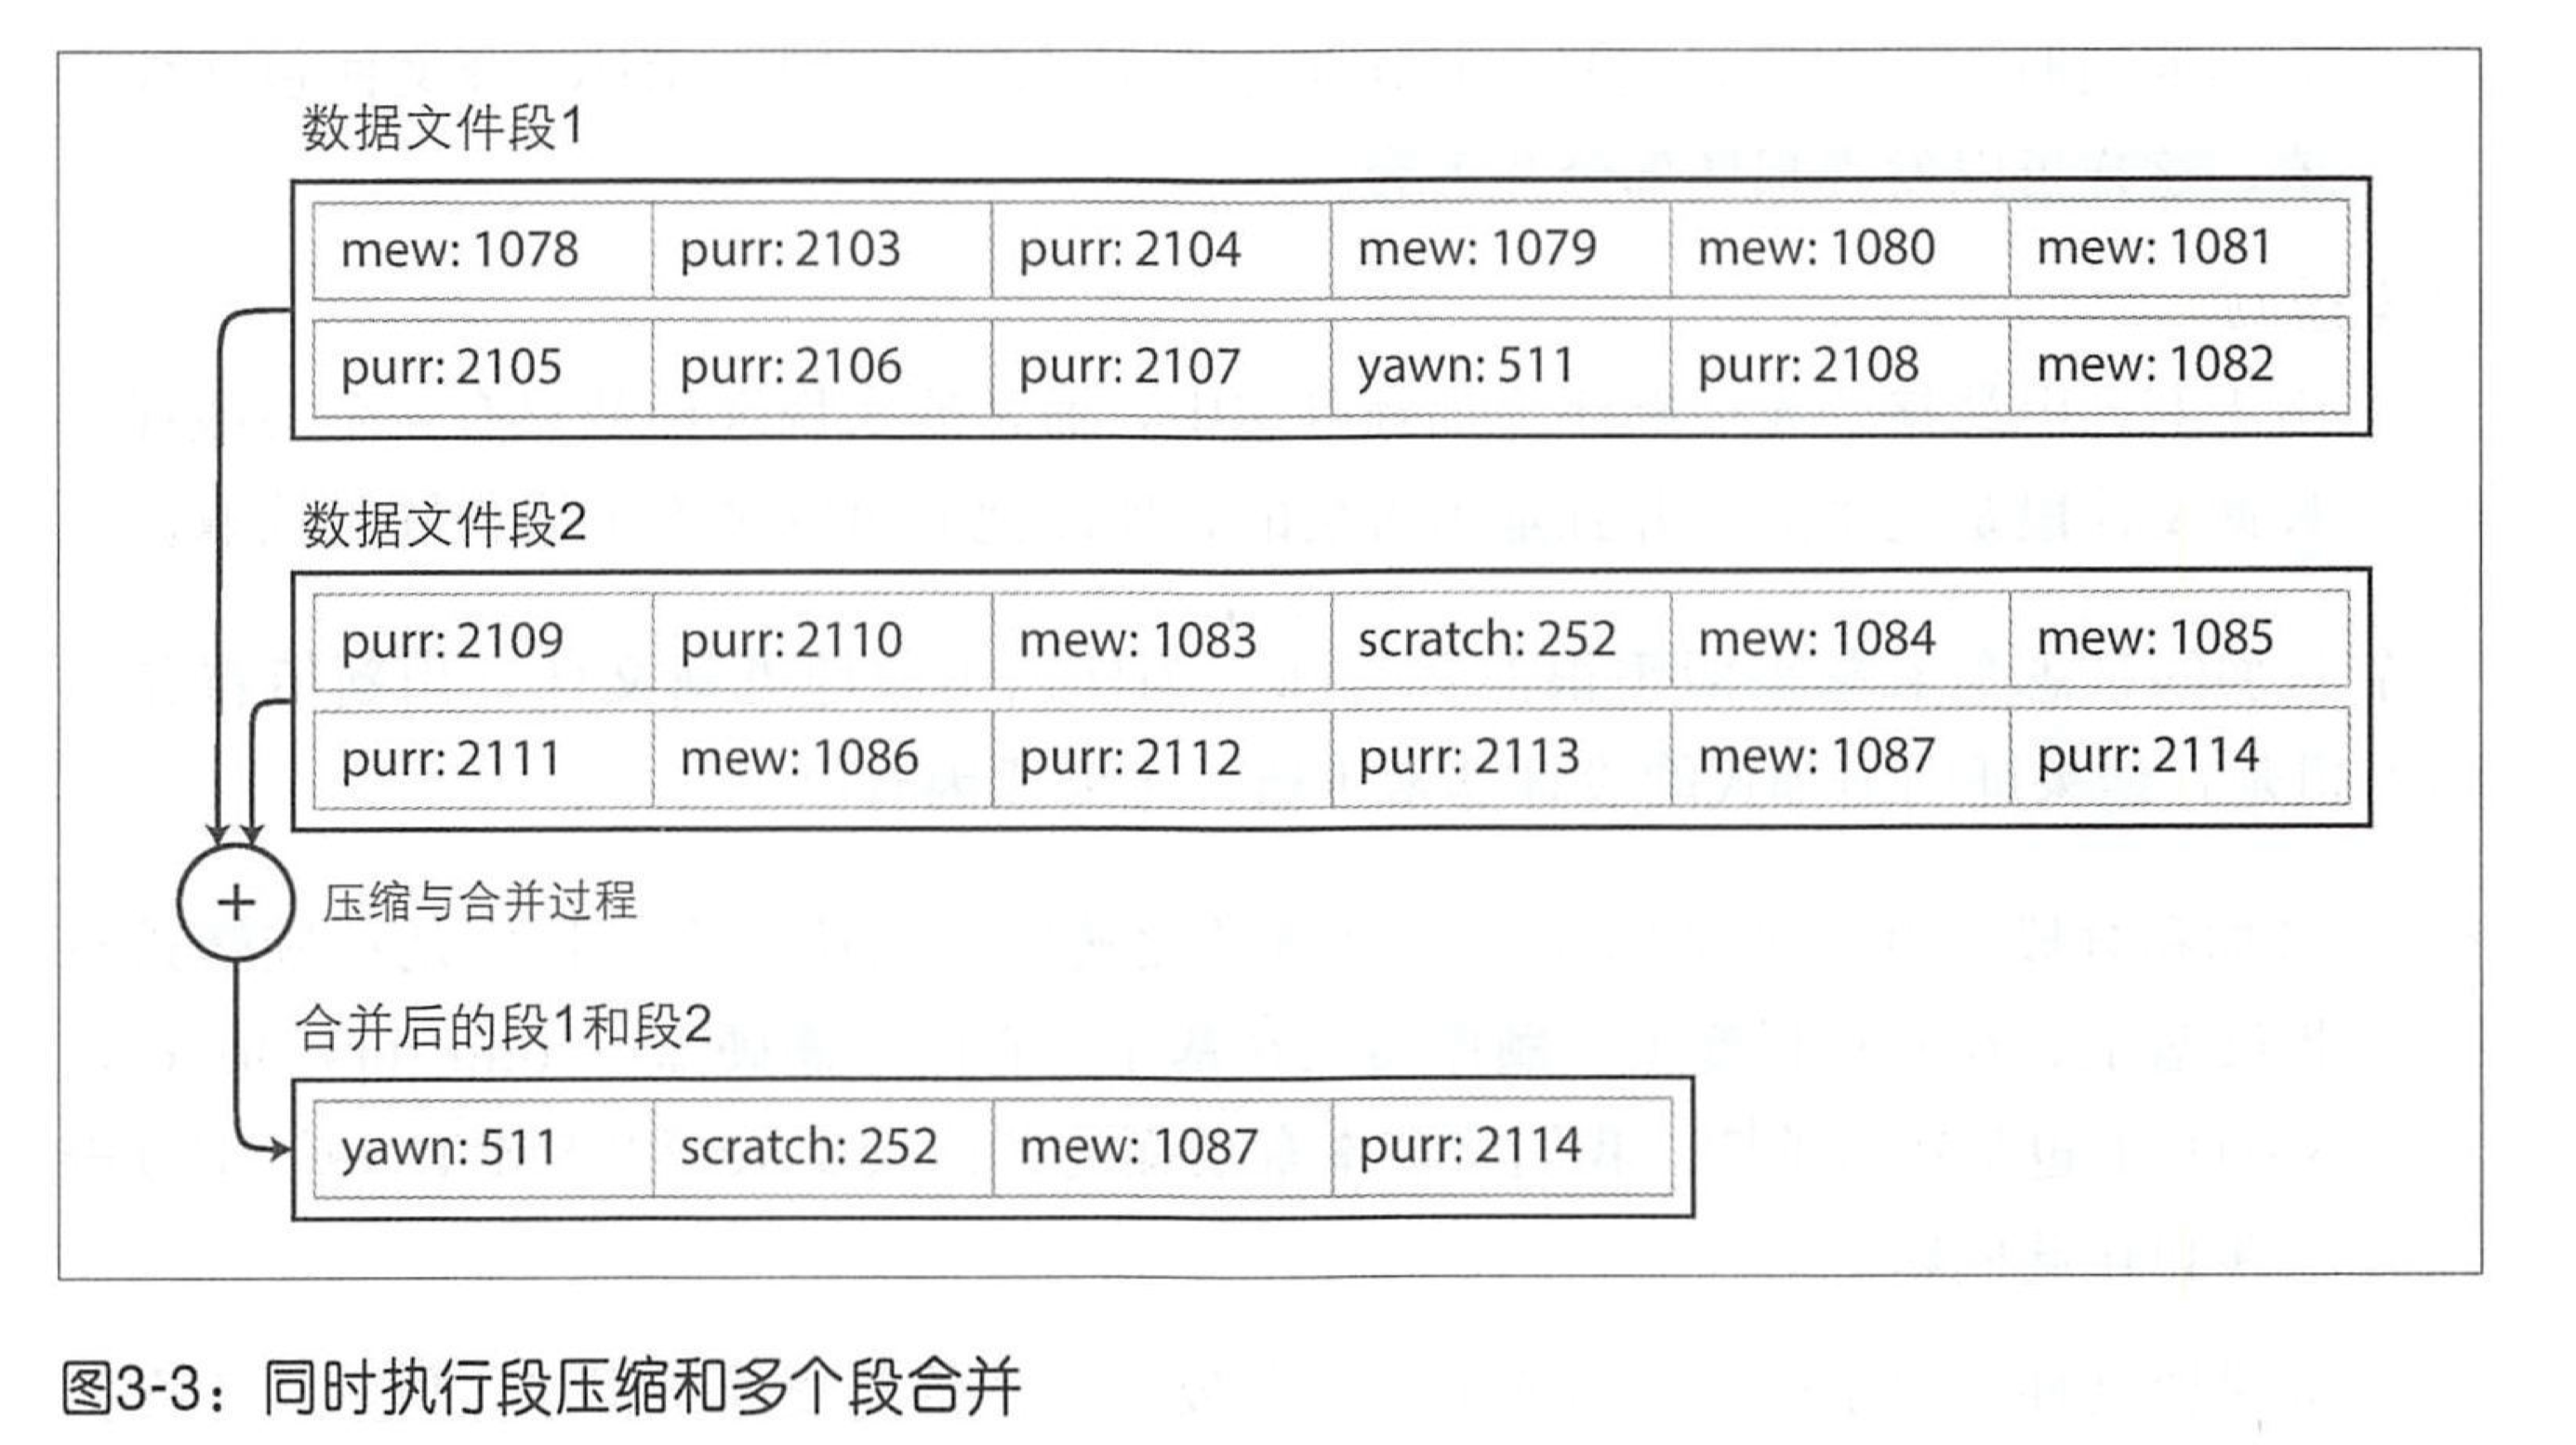 数据文件段1
mew: 1078 purr: 2103 purr: 2104 mew: 1079 mew: 1080 mew: 1081
purr: 2105 purr: 2106 purr: 2107 yawn: 511 purr: 2108 mew: 1082
数据文件段2
purr: 2109 purr: 2110 mew: 1083 scratch: 252 mew: 1084 mew: 1085
purr: 2111 mew: 1086 purr: 2112 purr: 2113 mew: 1087 purr: 2114
+ 压缩与合并过程
合并后的段1和段2
yawn: 511 scratch: 252 mew: 1087 purr: 2114
图3-3：同时执行段压缩和多个段合并